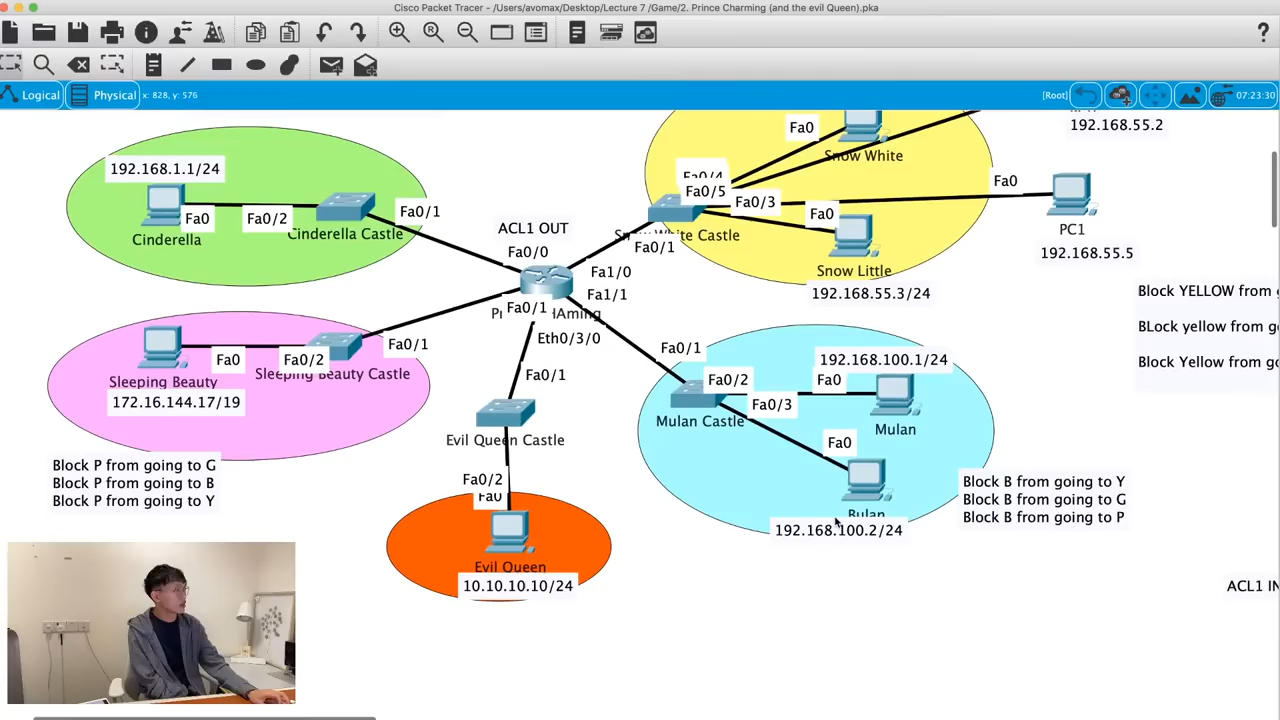 Cisco Packet Tracer - /Users/avomax/Desktop/Lecture 7 /Game/2. Prince Charming (and the evil Queen).pka
Logical
Physical
x: 828, y: 576
[Root]
07:23:30
192.168.1.1/24
Fa0
Fa0/2
Fa0/1
Cinderella
Cinderella Castle
ACL1 OUT
Fa0/0
Fa0
Snow White
192.168.55.2
Fa0/4
Fa0/5
Fa0/3
Fa0
Fa0
Snow White Castle
Fa0/1
PC1
192.168.55.5
Snow Little
192.168.55.3/24
Fa1/0
Fa1/1
Fa0/1
Eth0/3/0
Block YELLOW from
BLock yellow from
Block Yellow from
Fa0
Fa0/2
Fa0/1
Sleeping Beauty
Sleeping Beauty Castle
172.16.144.17/19
Fa0/1
Evil Queen Castle
Fa0/1
192.168.100.1/24
Fa0/2
Fa0
Fa0/3
Mulan Castle
Mulan
Fa0
Bulan
192.168.100.2/24
Block P from going to G
Block P from going to B
Block P from going to Y
Fa0/2
Fa0
Evil Queen
10.10.10.10/24
Block B from going to Y
Block B from going to G
Block B from going to P
ACL1 IN